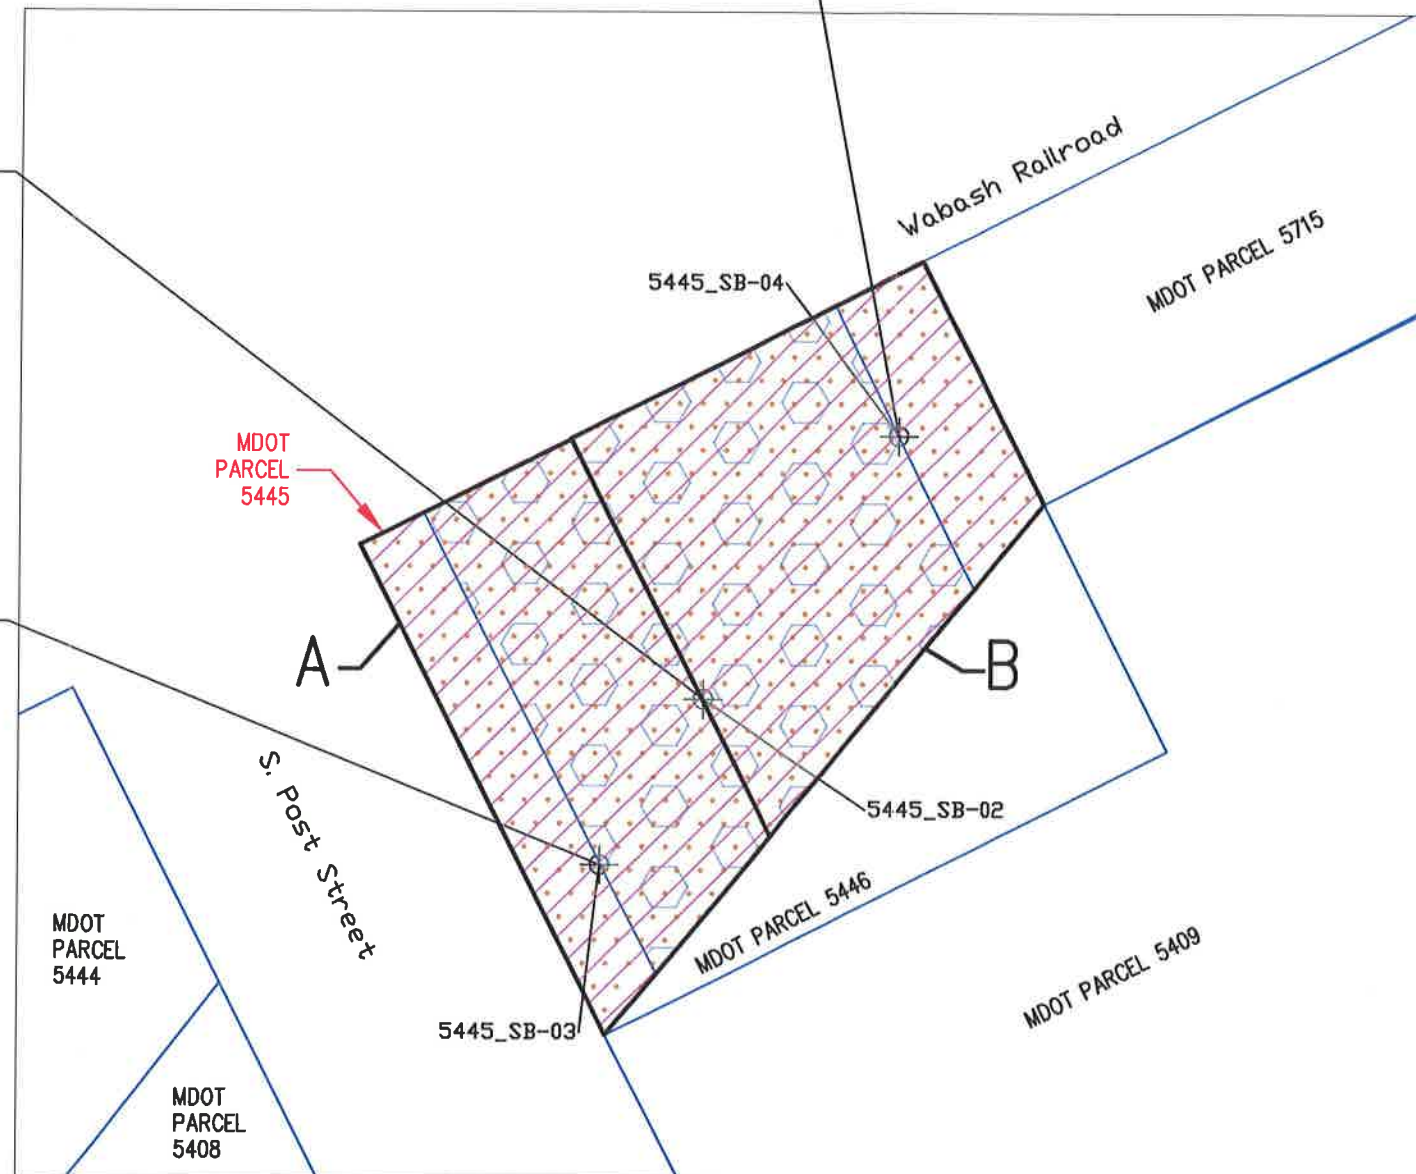 Wabash Railroad
MDOT PARCEL 5715
5445_SB-04
MDOT
PARCEL
5445
A
B
S. Post Street
5445_SB-02
MDOT PARCEL 5446
MDOT
PARCEL
5444
MDOT PARCEL 5409
5445_SB-03
MDOT
PARCEL
5408